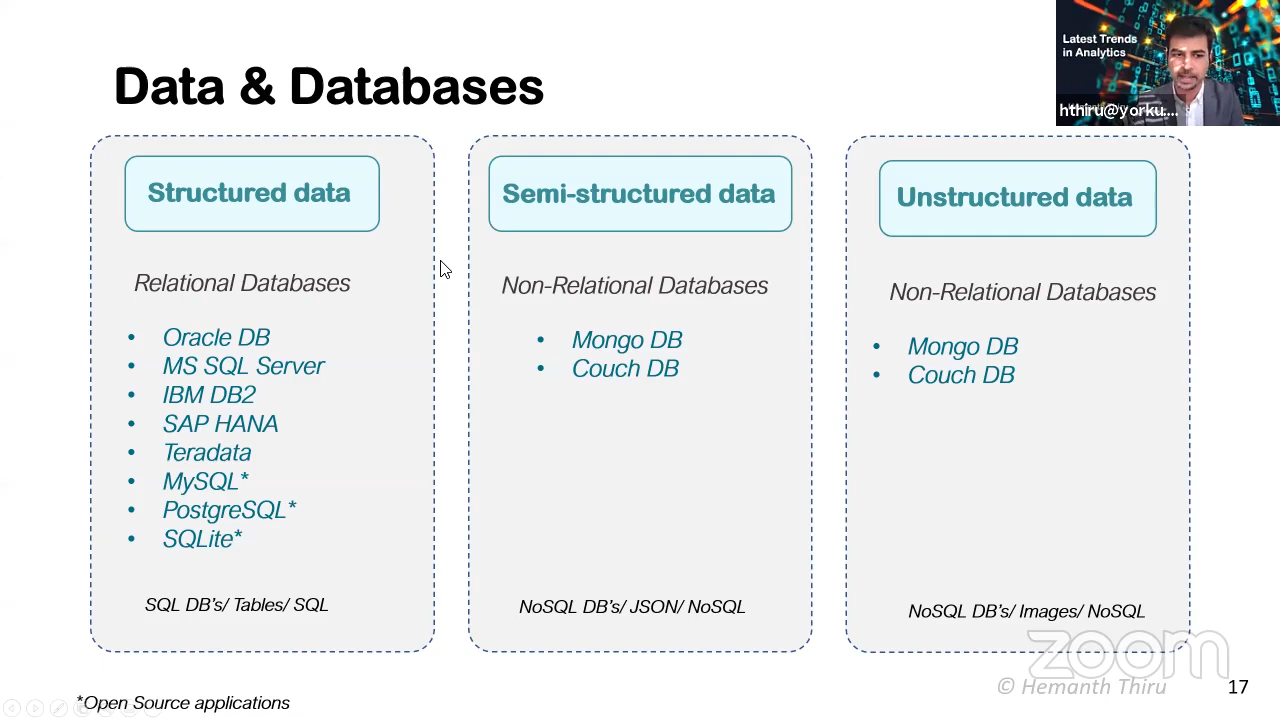 Latest Trends
in Analytics
hthiru@yorku....
Data & Databases
Structured data
Relational Databases
• Oracle DB
• MS SQL Server
• IBM DB2
• SAP HANA
• Teradata
• MySQL*
• PostgreSQL*
• SQLite*
SQL DB's/ Tables/ SQL
Semi-structured data
Non-Relational Databases
• Mongo DB
• Couch DB
NoSQL DB's/ JSON/ NoSQL
Unstructured data
Non-Relational Databases
• Mongo DB
• Couch DB
NoSQL DB's/ Images/ NoSQL
zoom
© Hemanth Thiru
17
*Open Source applications